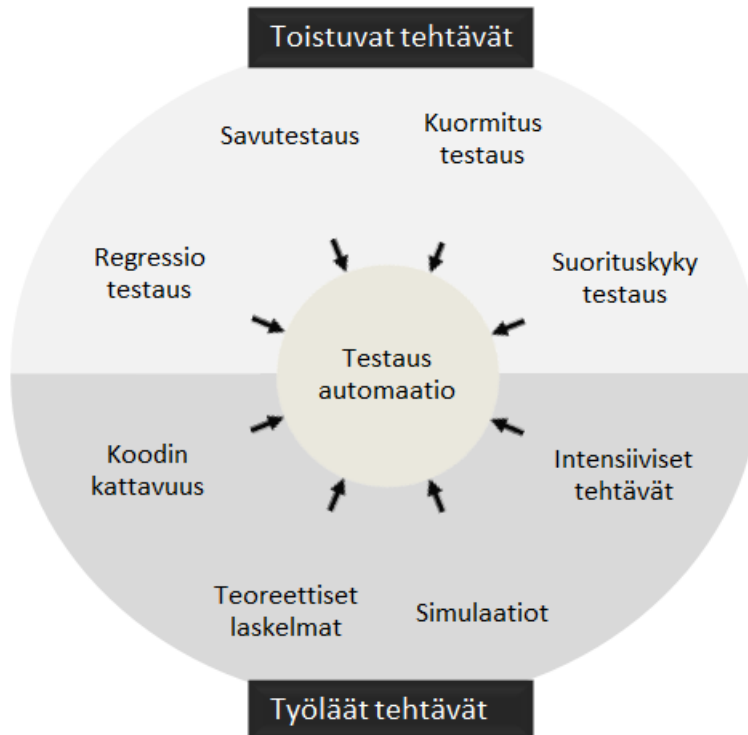 Toistuvat tehtävät
Savutestaus
Kuormitus
testaus
Regressio
testaus
Suorituskyky
testaus
Testaus
automaatio
Koodin
kattavuus
Intensiiviset
tehtävät
Teoreettiset
laskelmat
Simulaatiot
Työläät tehtävät